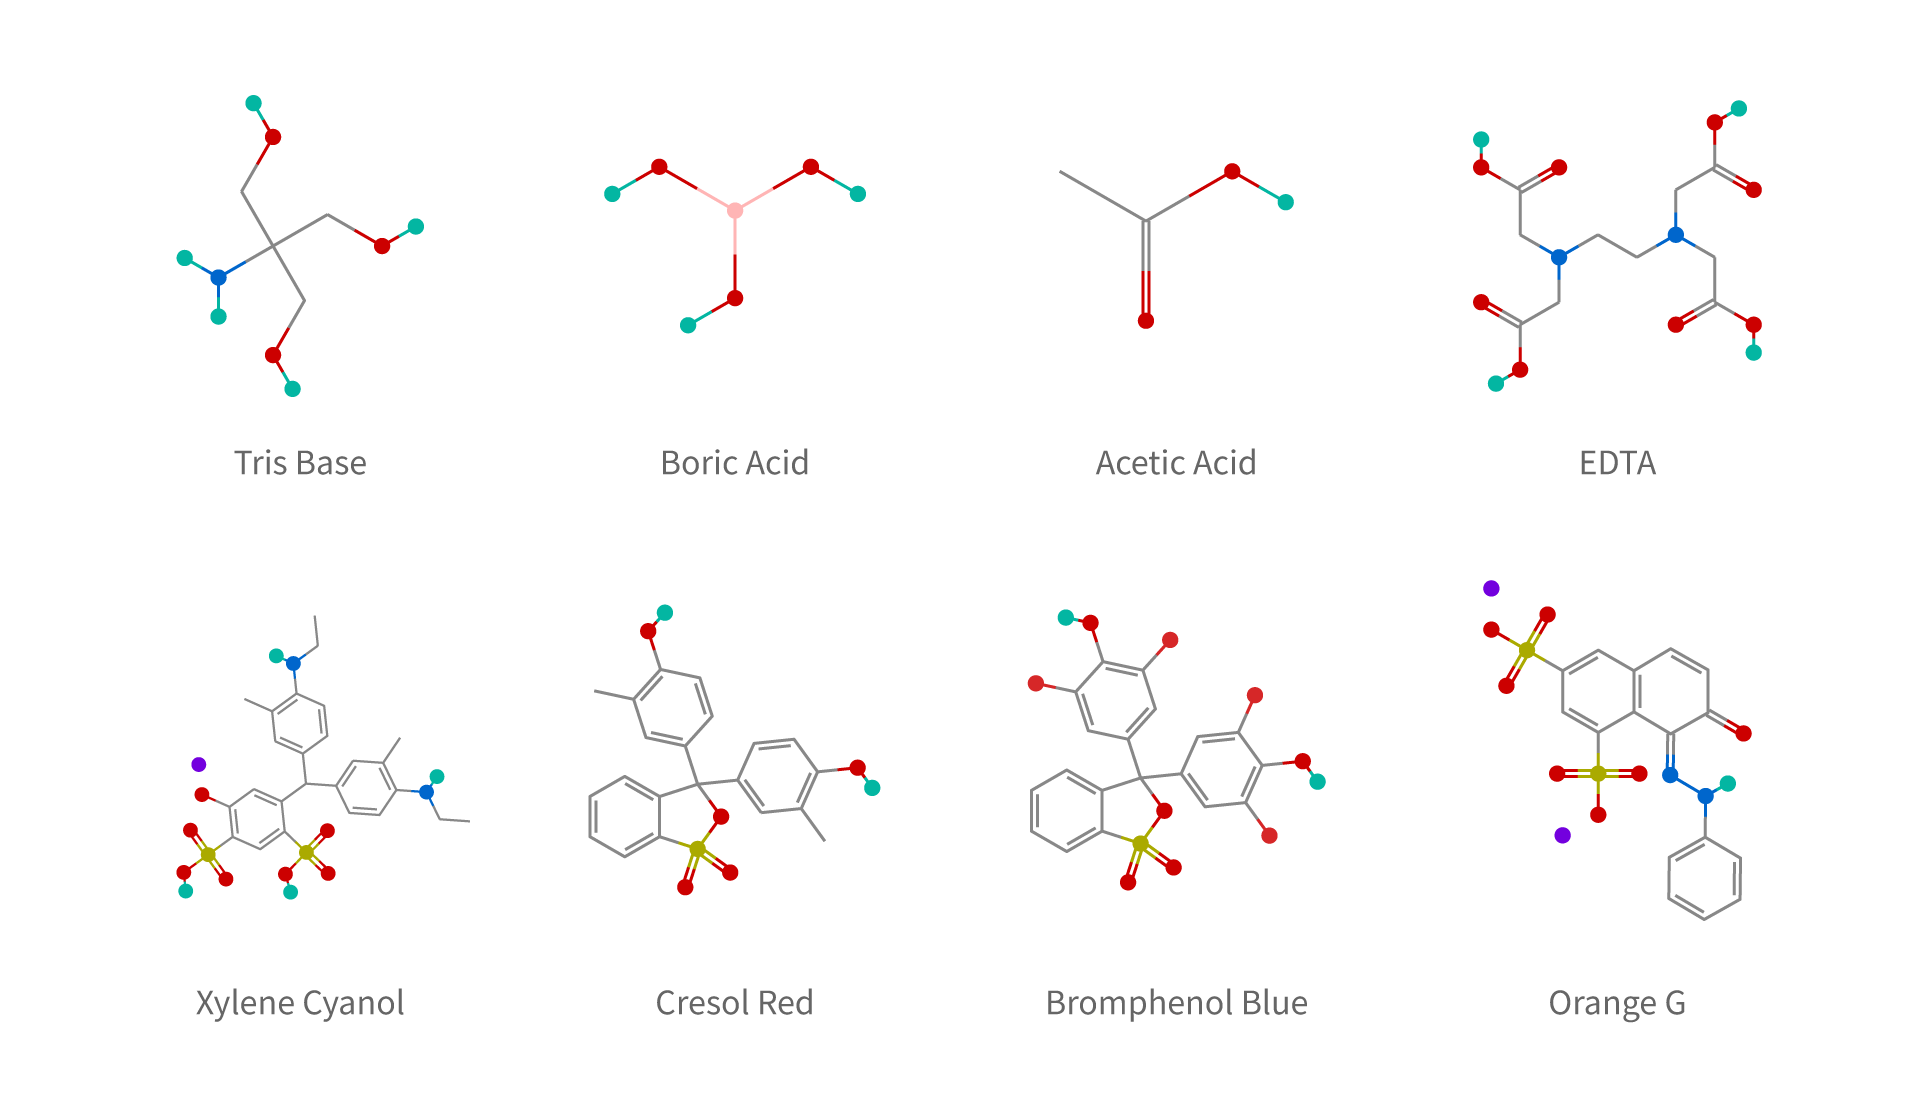 Tris Base
Boric Acid
Acetic Acid
EDTA
Xylene Cyanol
Cresol Red
Bromphenol Blue
Orange G